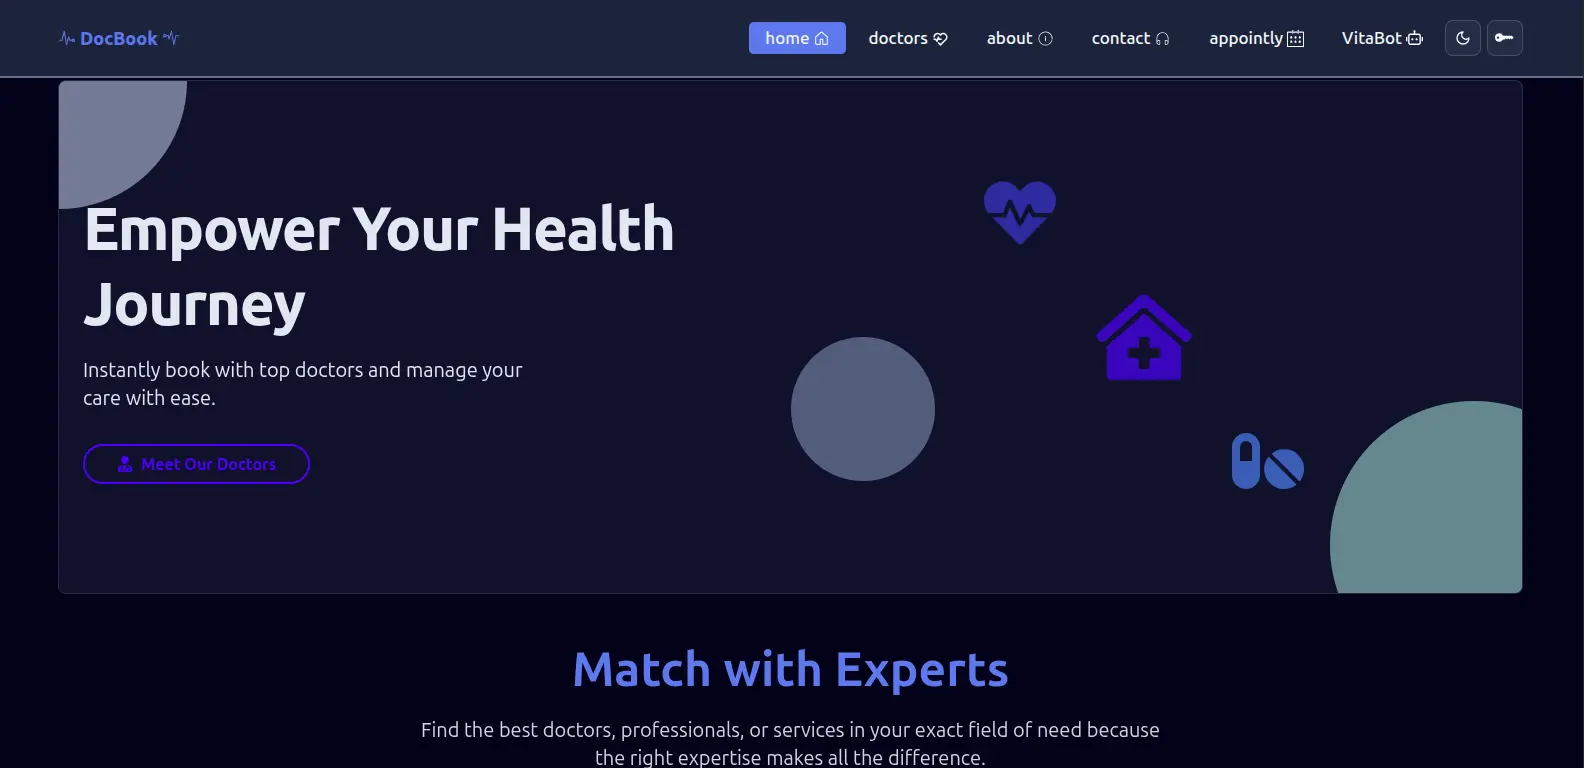 DocBook
home
doctors
about
contact
appointly
VitaBot
Empower Your Health
Journey
Instantly book with top doctors and manage your
care with ease.
Meet Our Doctors
Match with Experts
Find the best doctors, professionals, or services in your exact field of need because
the right expertise makes all the difference.